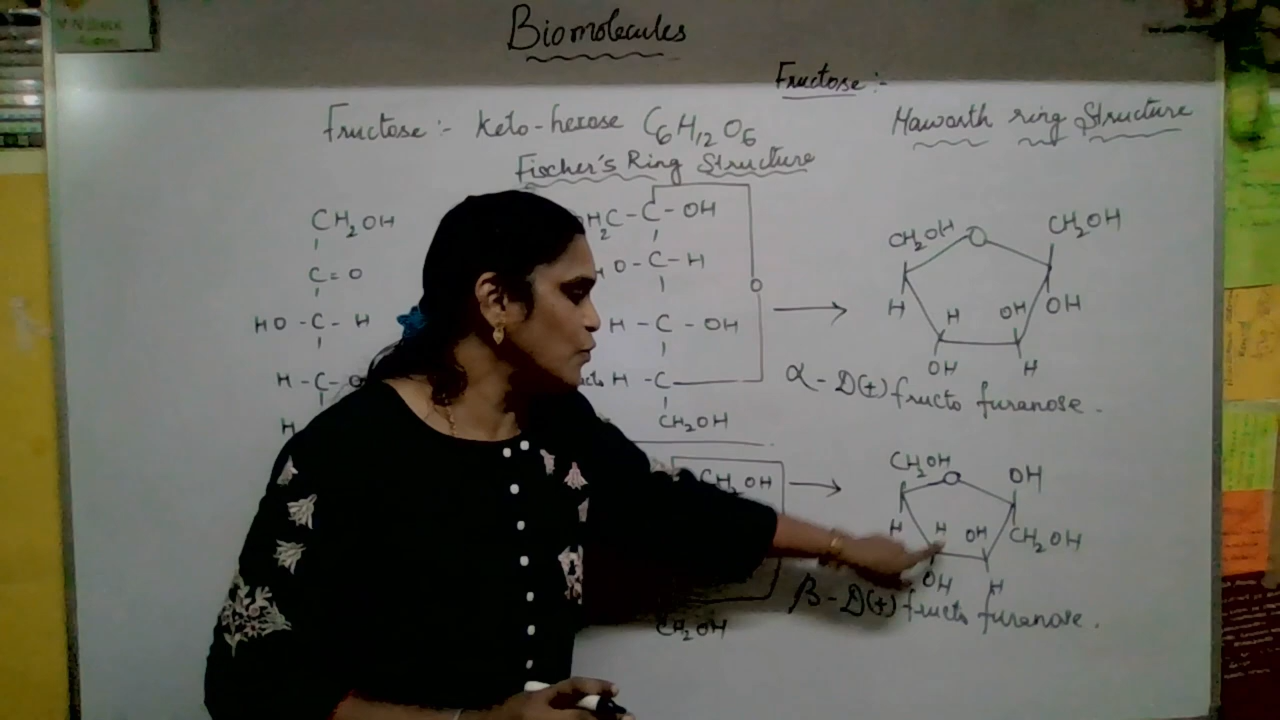 Biomolecules
Fructose :-
Fructose :- Keto-hexose C6H12O6
Haworth ring Structure
Fischer's Ring Structure
CH2OH
C=O
HO-C-H
H-C-
H
H2C-C-OH
HO-C-H
H-C-OH
H-C
CH2OH
O
CH2OH O CH2OH
H H OH OH
OH H
α-D(+) fructo furanose.
CH2OH
CH2OH
CH2OH O OH
H H OH CH2OH
OH H
β-D(+) fructo furanose.